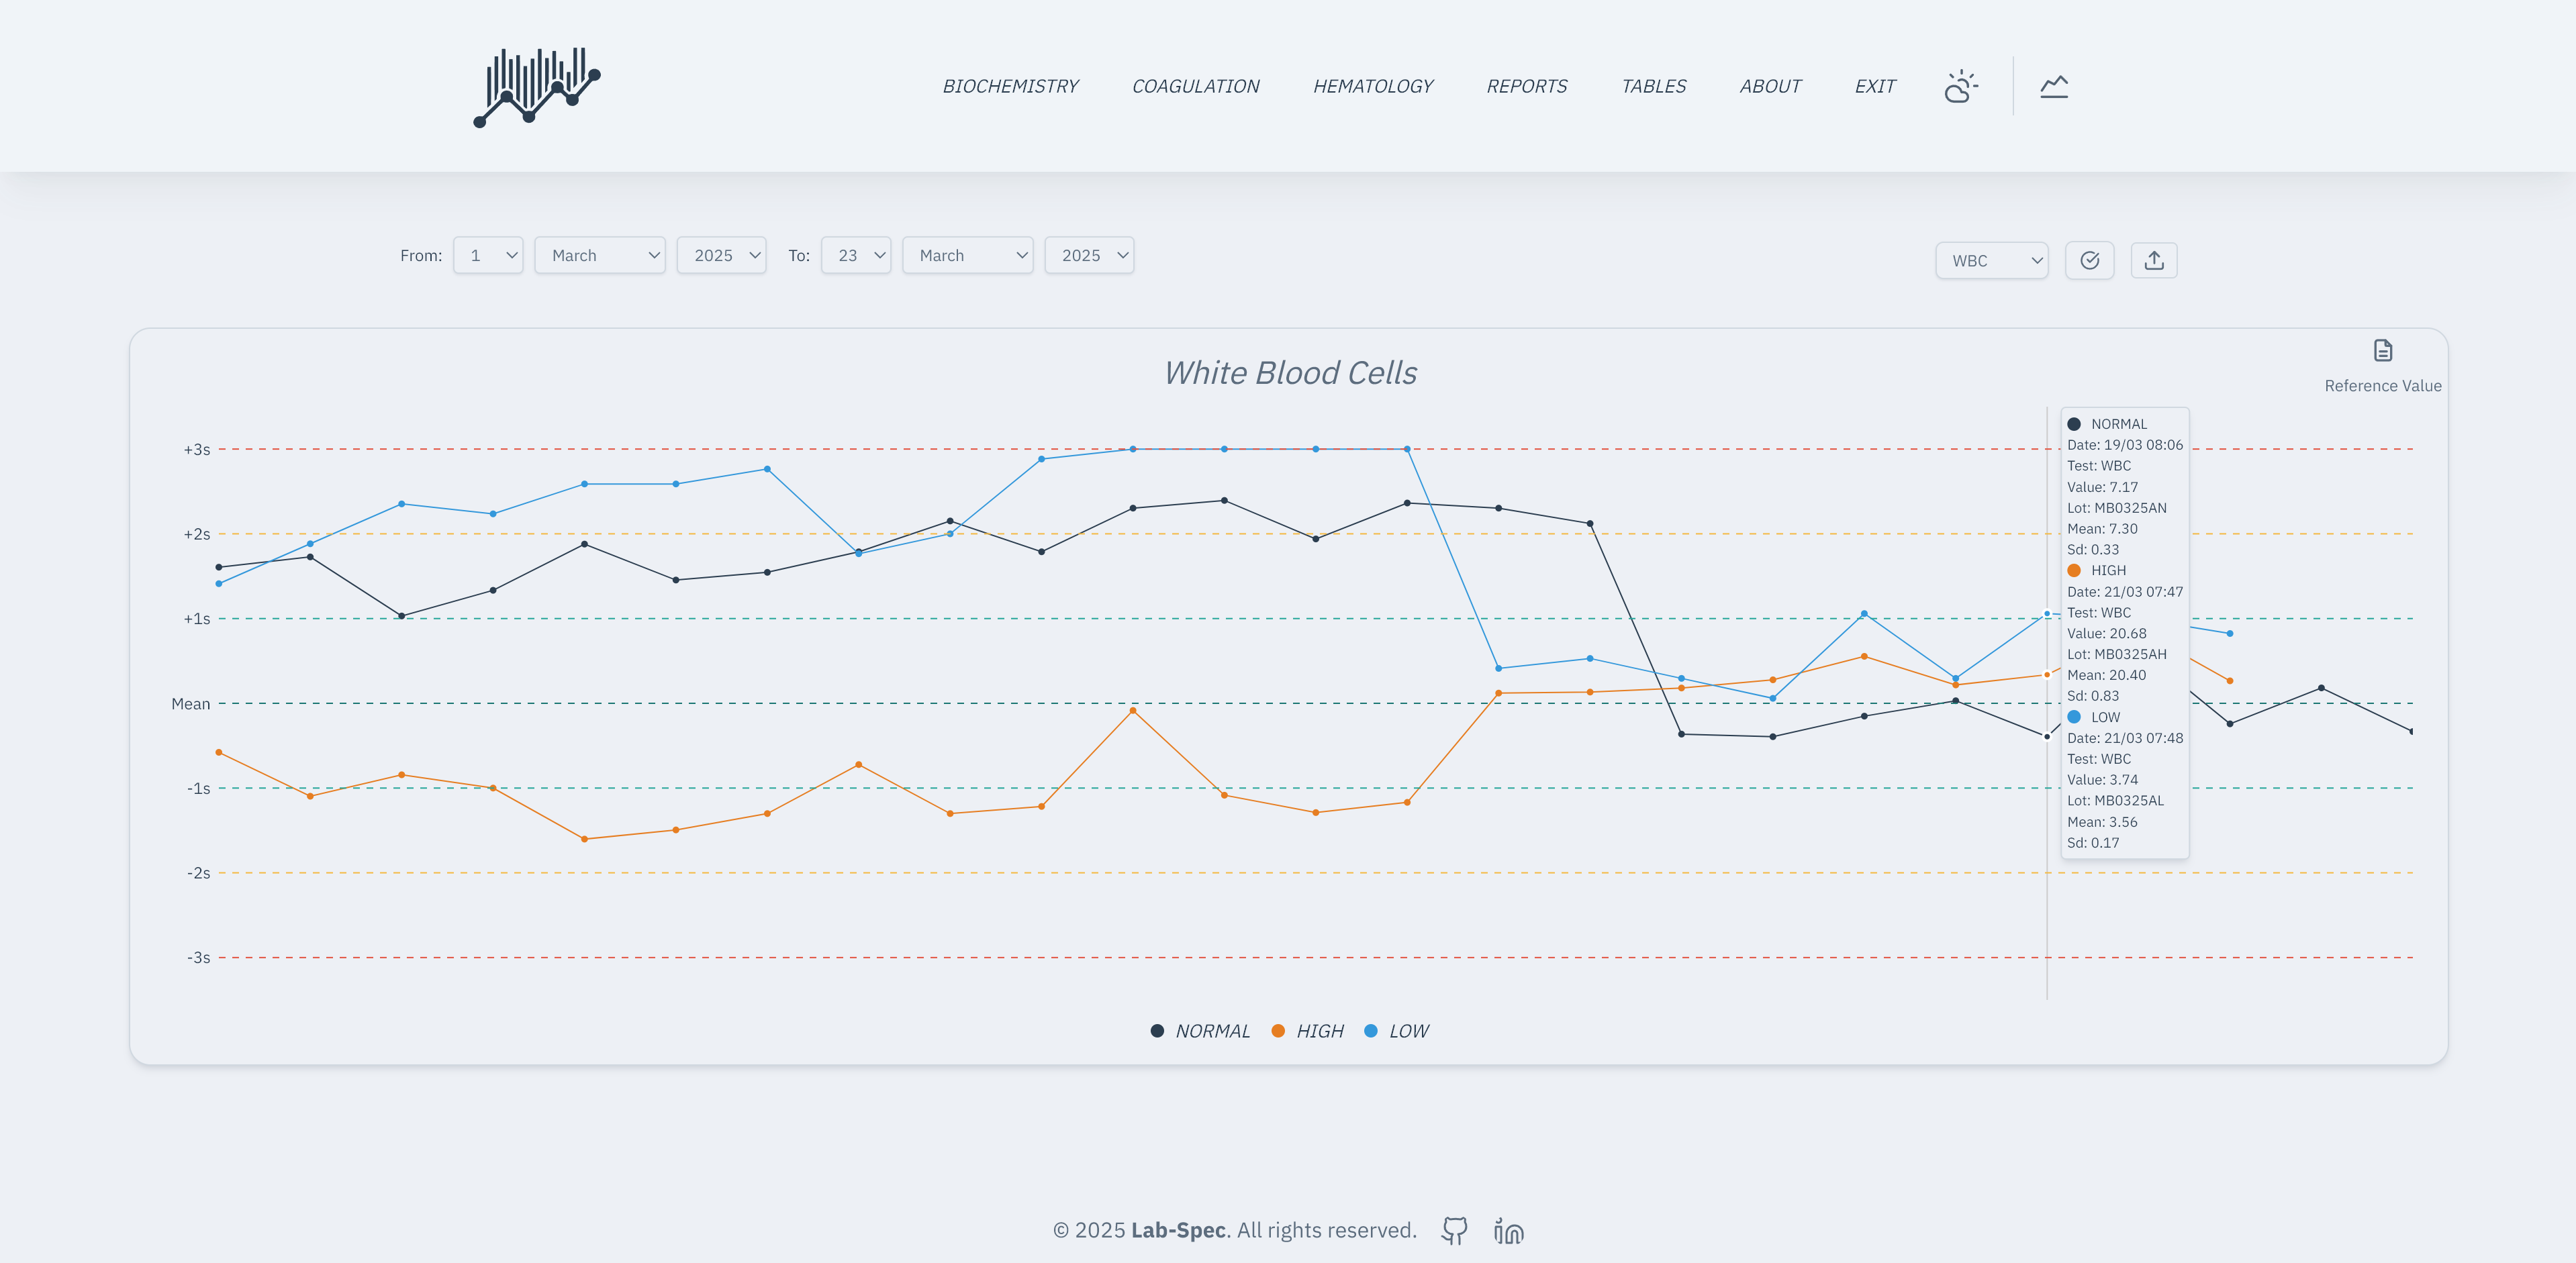 BIOCHEMISTRY COAGULATION HEMATOLOGY REPORTS TABLES ABOUT EXIT
From: 1 March 2025 To: 23 March 2025 WBC
White Blood Cells
Reference Value
+3s
+2s
+1s
Mean
-1s
-2s
-3s
NORMAL
Date: 19/03 08:06
Test: WBC
Value: 7.17
Lot: MB0325AN
Mean: 7.30
Sd: 0.33
HIGH
Date: 21/03 07:47
Test: WBC
Value: 20.68
Lot: MB0325AH
Mean: 20.40
Sd: 0.83
LOW
Date: 21/03 07:48
Test: WBC
Value: 3.74
Lot: MB0325AL
Mean: 3.56
Sd: 0.17
NORMAL HIGH LOW
© 2025 Lab-Spec. All rights reserved.